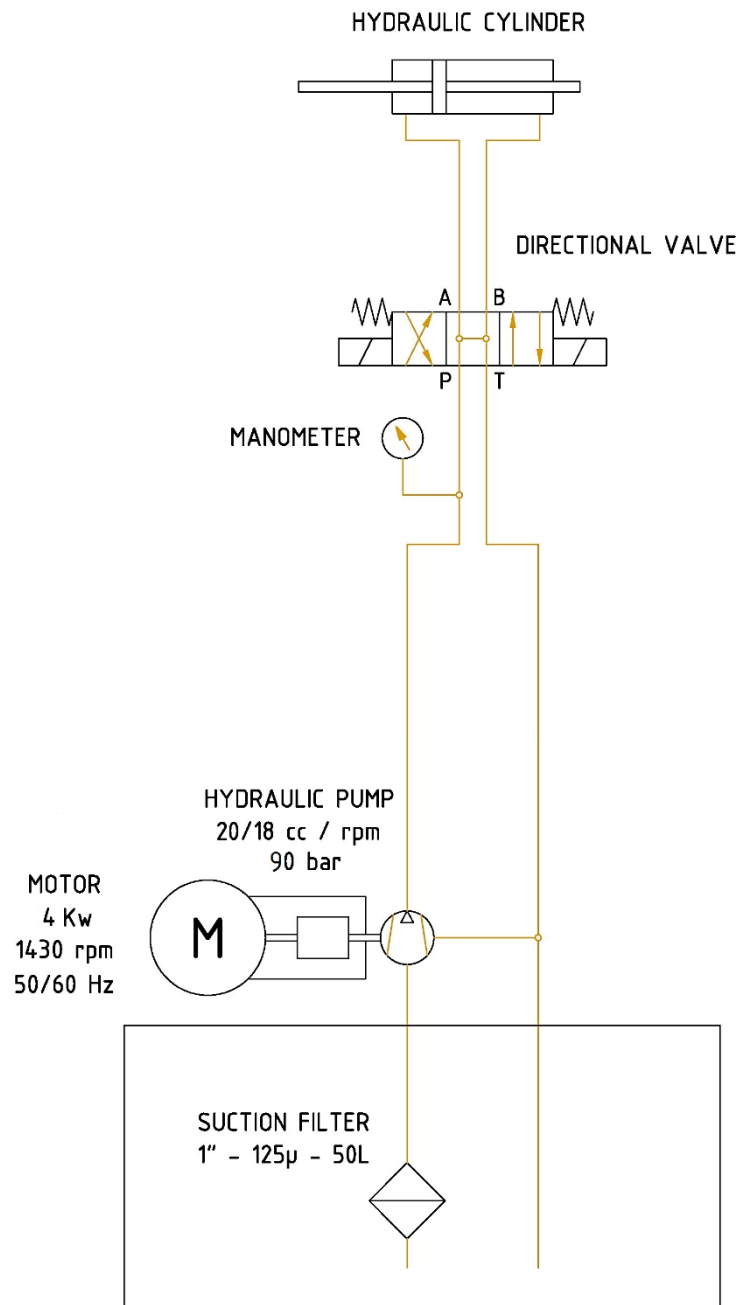 HYDRAULIC CYLINDER
DIRECTIONAL VALVE
A B
P T
MANOMETER
HYDRAULIC PUMP
20/18 cc / rpm
90 bar
MOTOR
4 Kw
1430 rpm
50/60 Hz
M
SUCTION FILTER
1" - 125µ - 50L